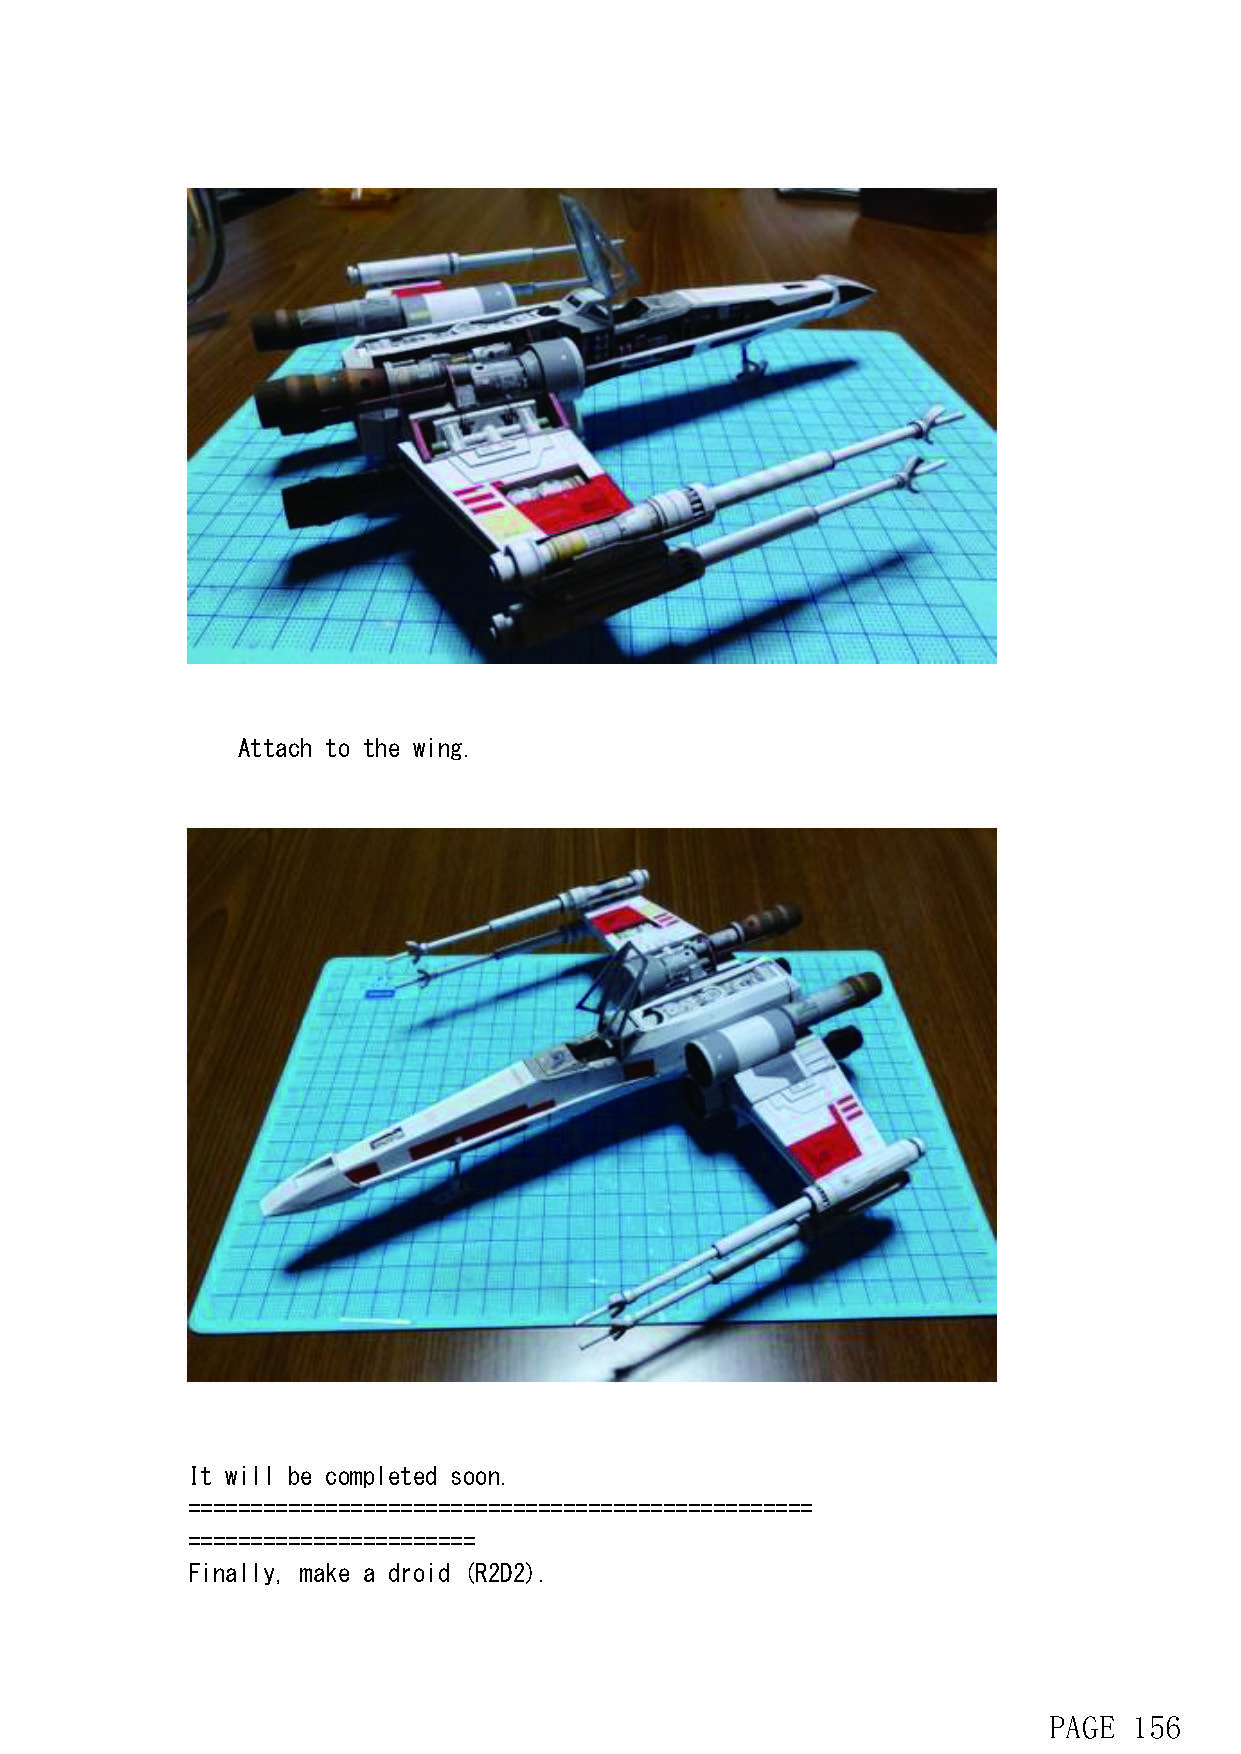 Attach to the wing.
It will be completed soon.
==================================================
=======================
Finally, make a droid (R2D2).
PAGE 156